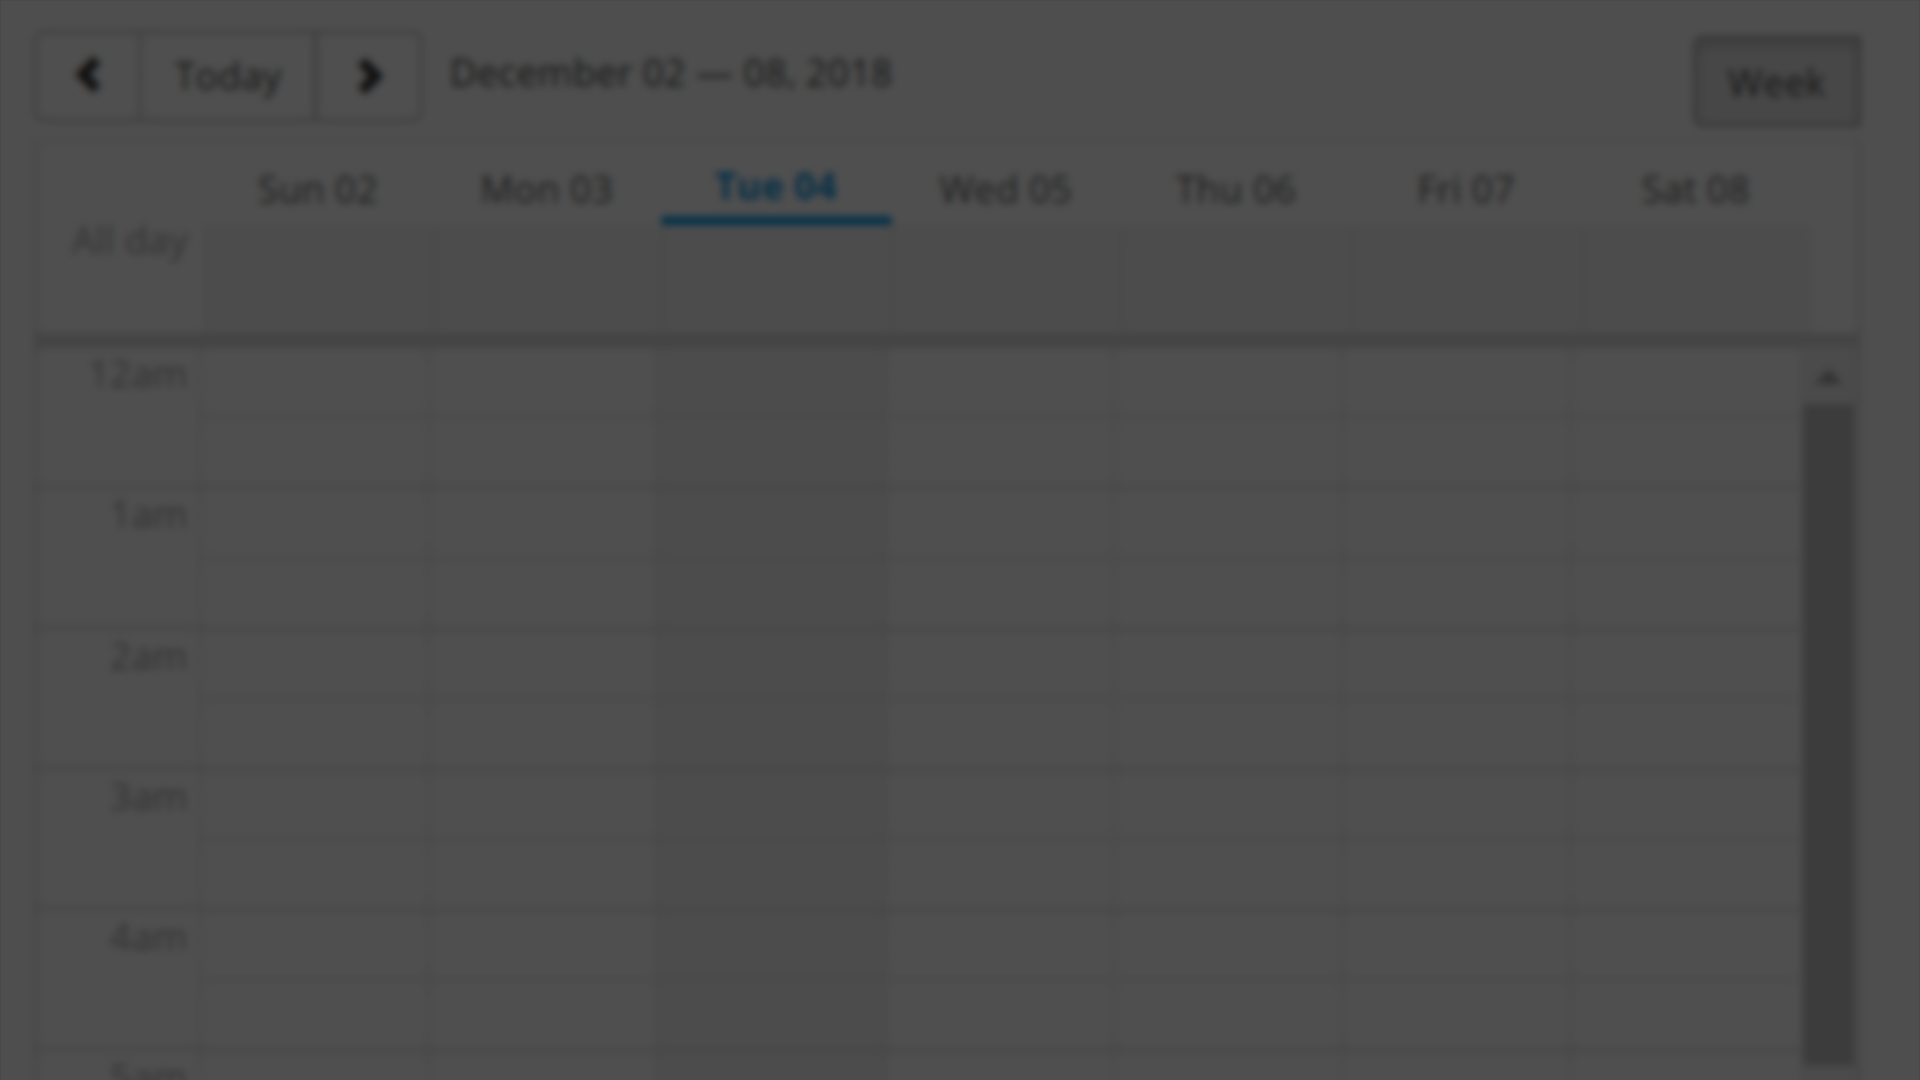 Today
December 02 — 08, 2018
Week
Sun 02
Mon 03
Tue 04
Wed 05
Thu 06
Fri 07
Sat 08
All day
12am
1am
2am
3am
4am
5am